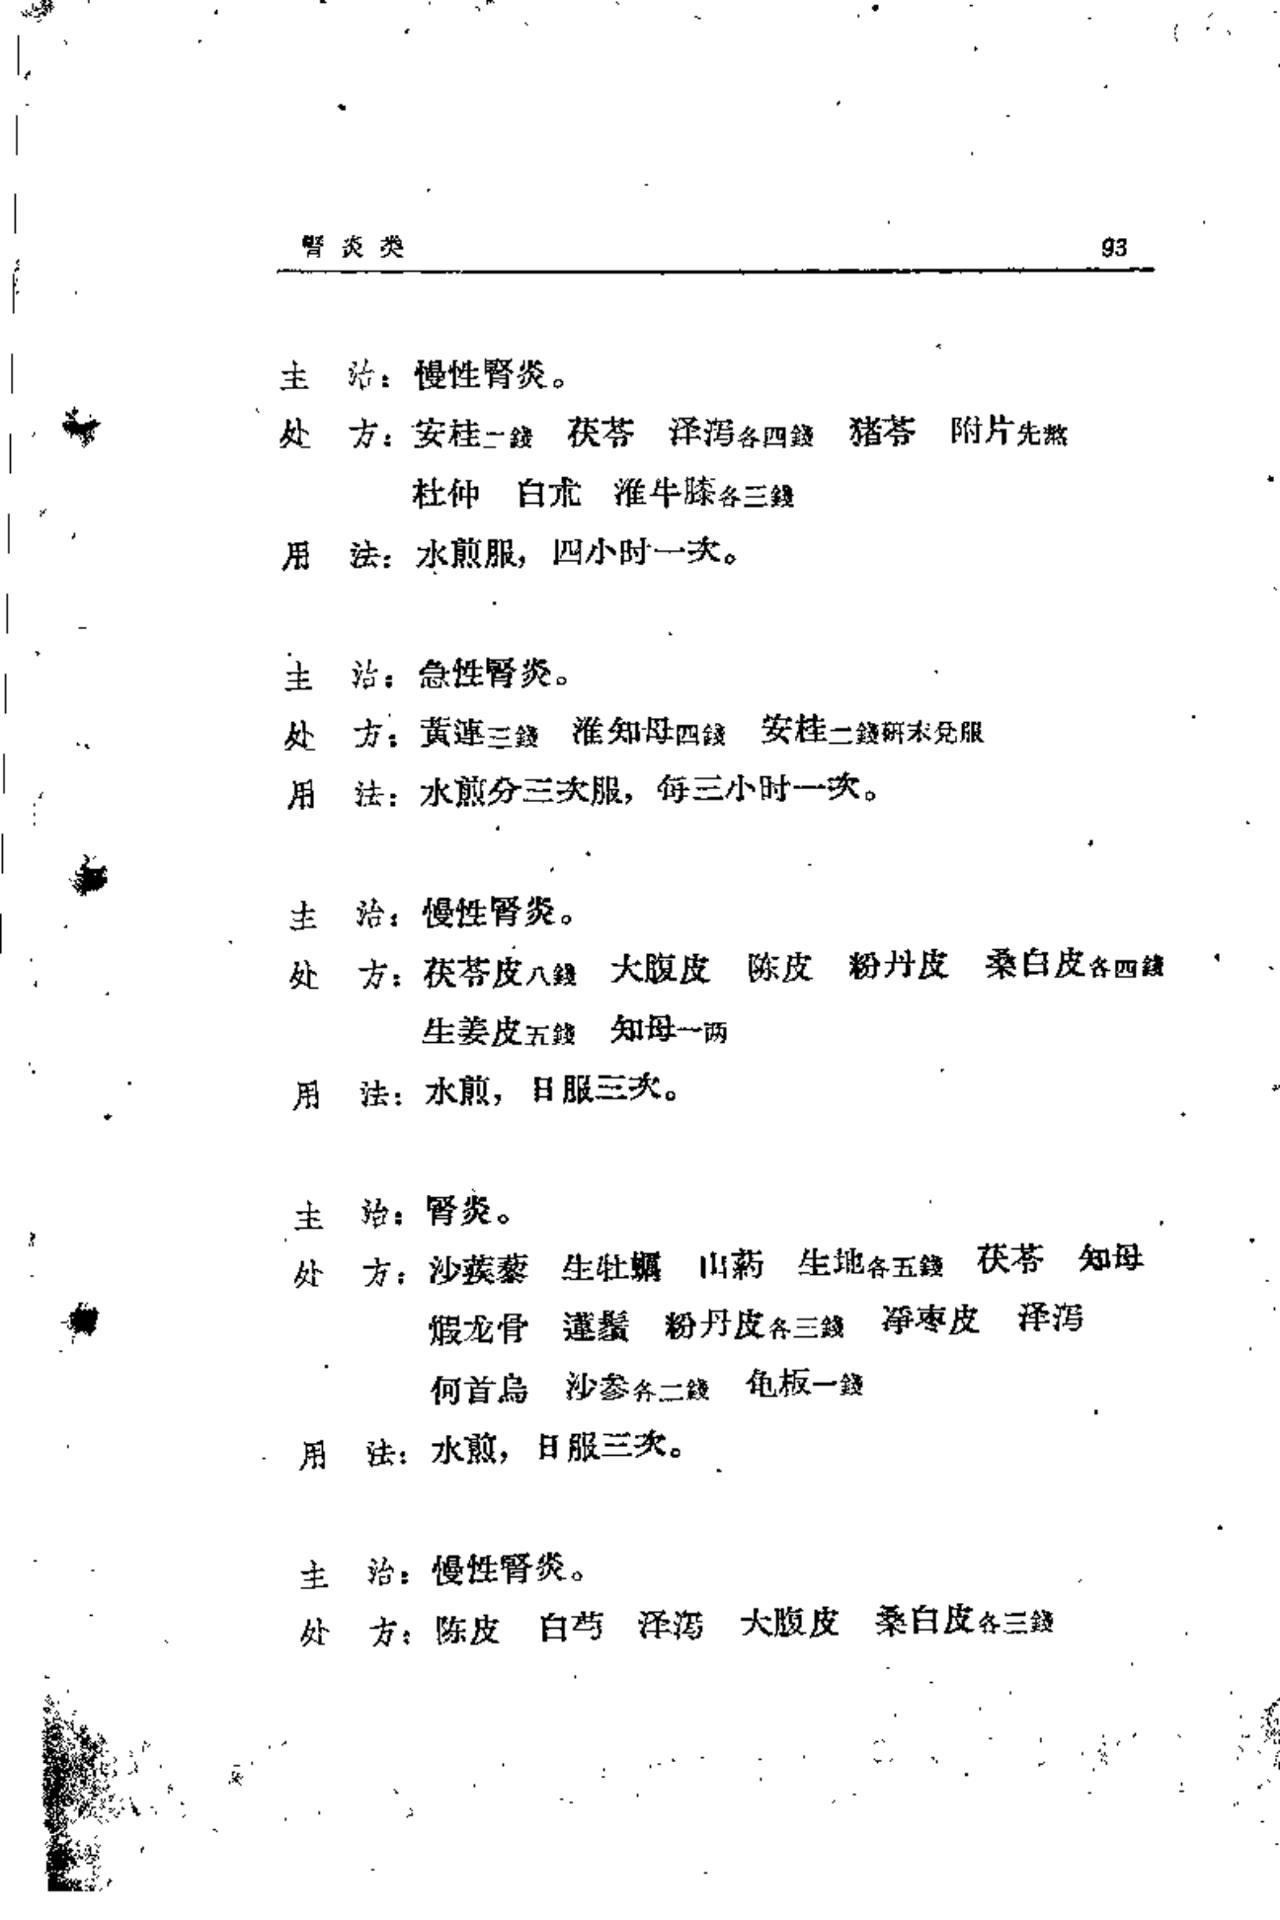 腎炎类 93
主 治：慢性腎炎。
处 方：安桂二錢 茯苓 泽泻各四錢 猪苓 附片先熬
杜仲 白朮 淮牛膝各三錢
用 法：水煎服，四小时一次。
主 治：急性腎炎。
处 方：黃連三錢 淮知母四錢 安桂二錢研末兌服
用 法：水煎分三次服，每三小时一次。
主 治：慢性腎炎。
处 方：茯苓皮八錢 大腹皮 陈皮 粉丹皮 桑白皮各四錢
生姜皮五錢 知母一两
用 法：水煎，日服三次。
主 治：腎炎。
处 方：沙蒺藜 生牡蠣 山药 生地各五錢 茯苓 知母
煆龙骨 蓮鬚 粉丹皮各三錢 凈枣皮 泽泻
何首烏 沙参各二錢 龟板一錢
用 法：水煎，日服三次。
主 治：慢性腎炎。
处 方：陈皮 白芍 泽泻 大腹皮 桑白皮各三錢